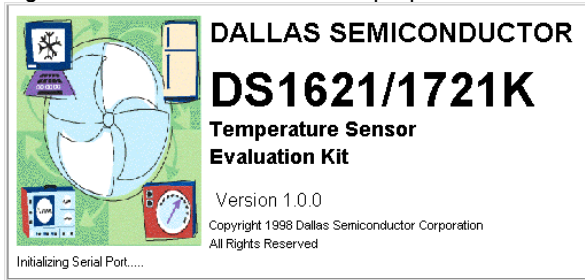 DALLAS SEMICONDUCTOR
DS1621/1721K
Temperature Sensor
Evaluation Kit
Version 1.0.0
Copyright 1998 Dallas Semiconductor Corporation
All Rights Reserved
Initializing Serial Port.....